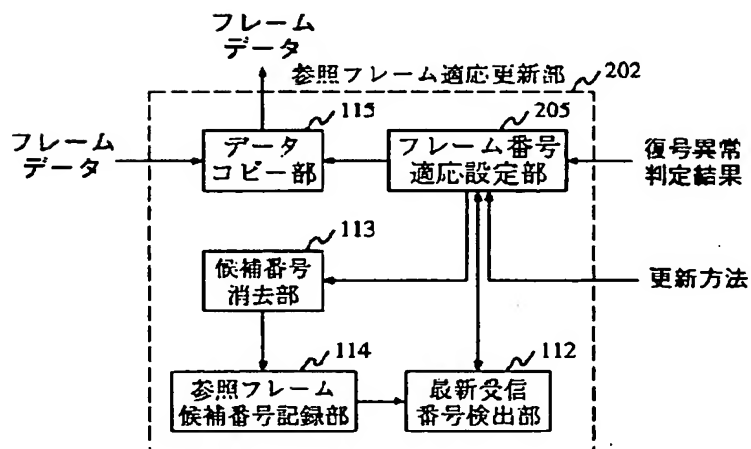 フレーム
データ
参照フレーム適応更新部 202
115
205
フレーム
データ
データ
コピー部
フレーム番号
適応設定部
復号異常
判定結果
113
候補番号
消去部
更新方法
114
112
参照フレーム
候補番号記録部
最新受信
番号検出部